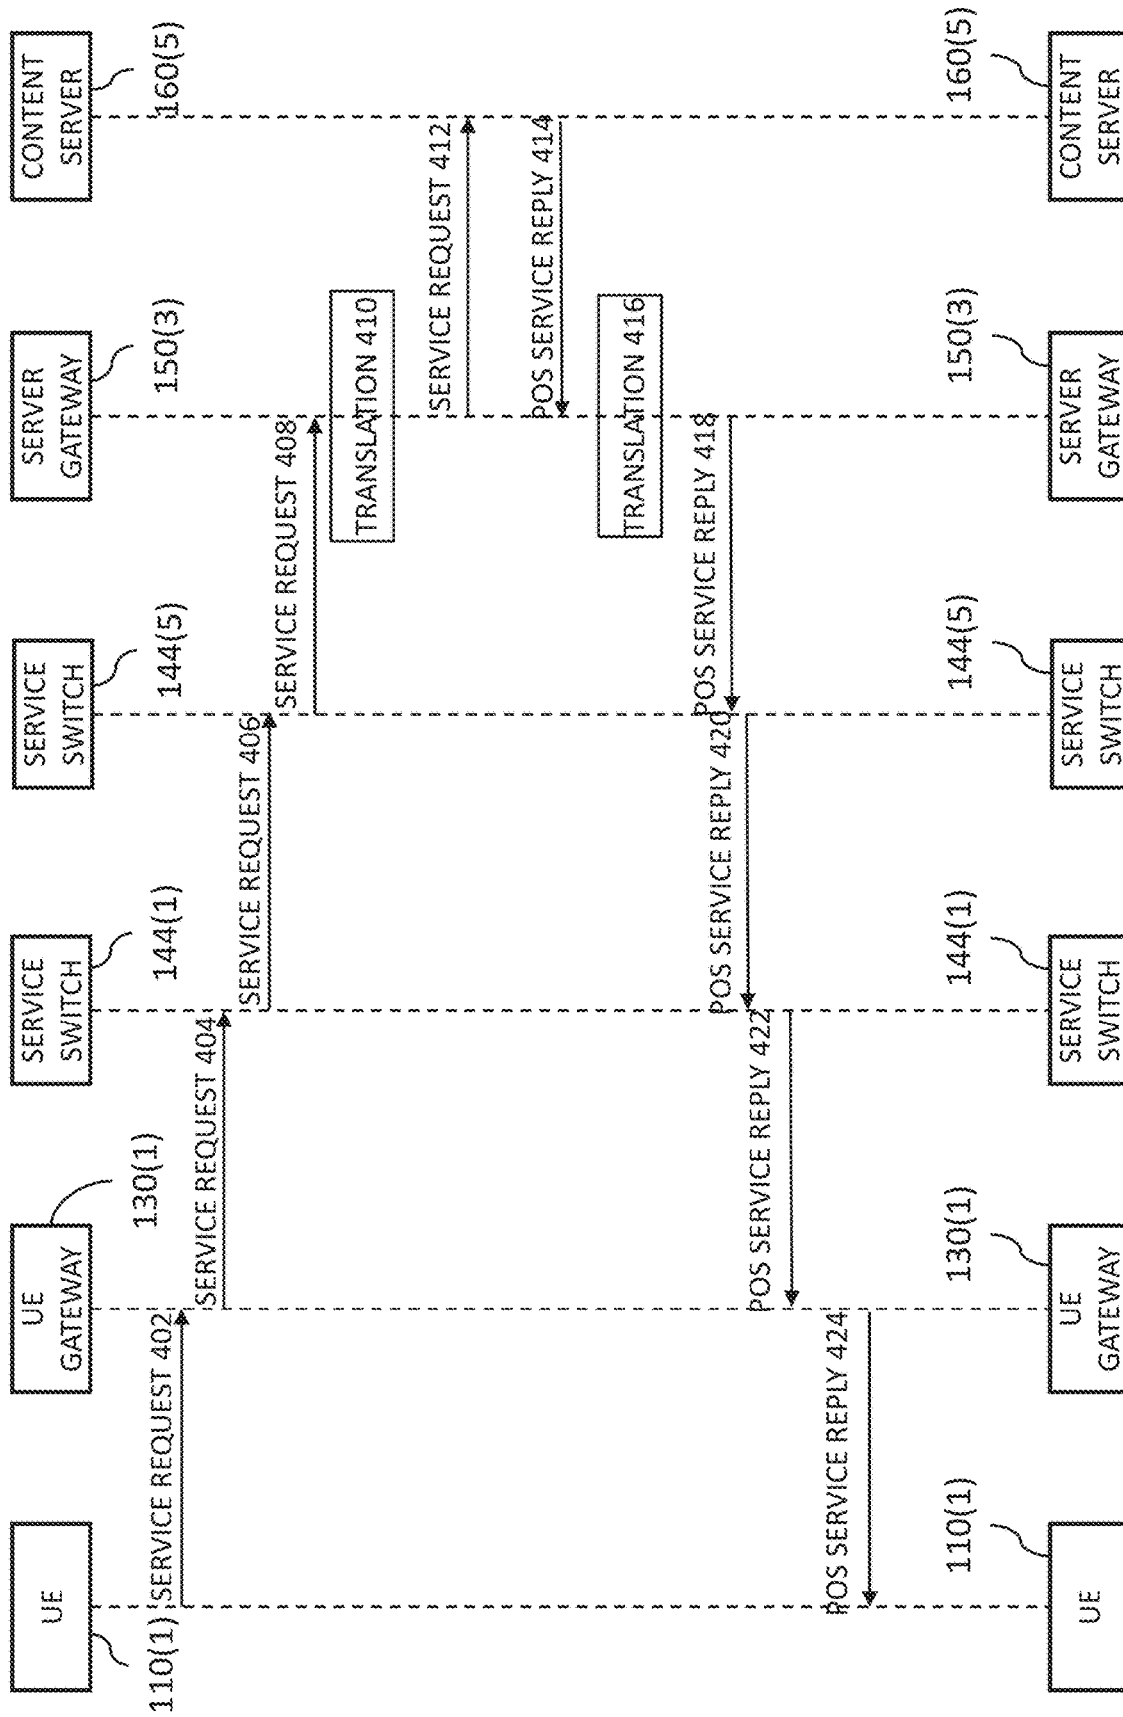 UE
110(1)
UE
GATEWAY
130(1)
SERVICE
SWITCH
144(1)
SERVICE
SWITCH
144(5)
SERVER
GATEWAY
150(3)
CONTENT
SERVER
160(5)
SERVICE REQUEST 402
SERVICE REQUEST 404
SERVICE REQUEST 406
SERVICE REQUEST 408
TRANSLATION 410
SERVICE REQUEST 412
POS SERVICE REPLY 414
TRANSLATION 416
POS SERVICE REPLY 418
POS SERVICE REPLY 420
POS SERVICE REPLY 422
POS SERVICE REPLY 424
110(1)
UE
130(1)
UE
GATEWAY
144(1)
SERVICE
SWITCH
144(5)
SERVICE
SWITCH
150(3)
SERVER
GATEWAY
160(5)
CONTENT
SERVER